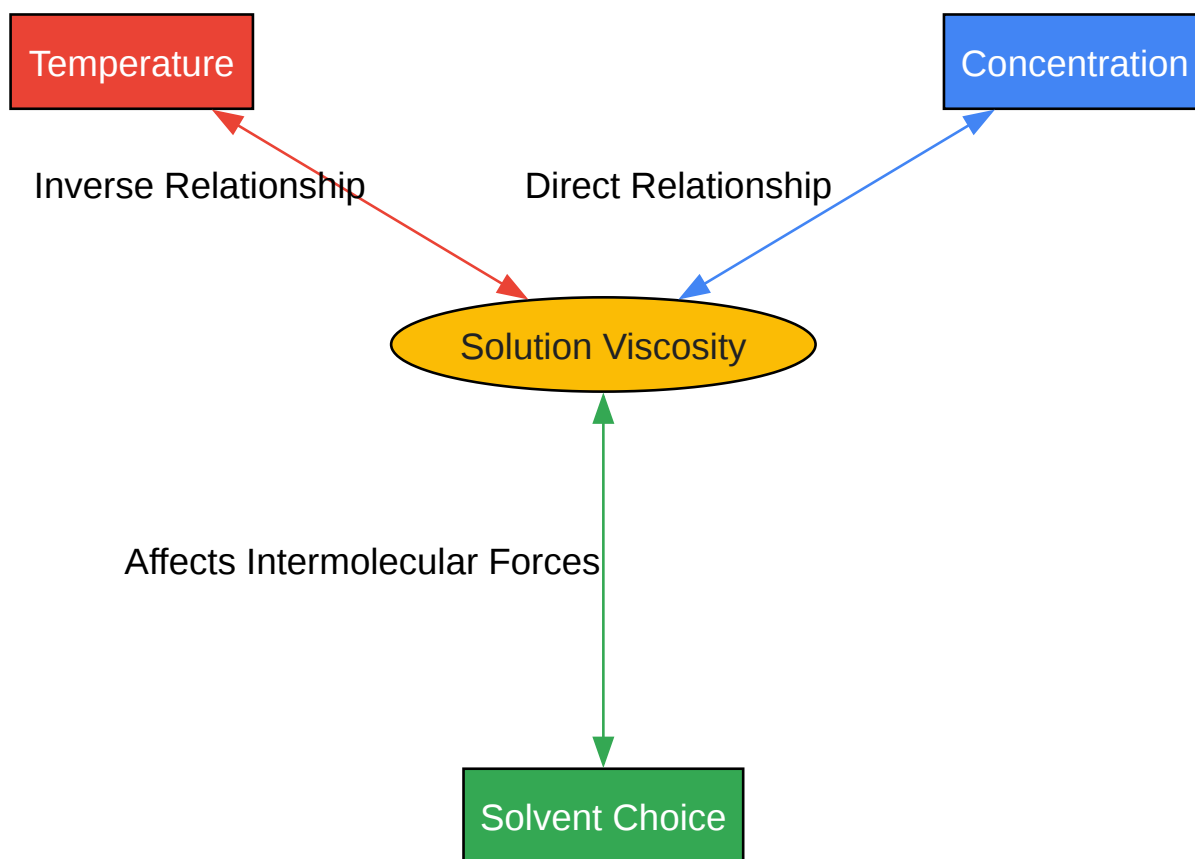 Temperature
Concentration
Inverse Relationship
Direct Relationship
Solution Viscosity
Affects Intermolecular Forces
Solvent Choice